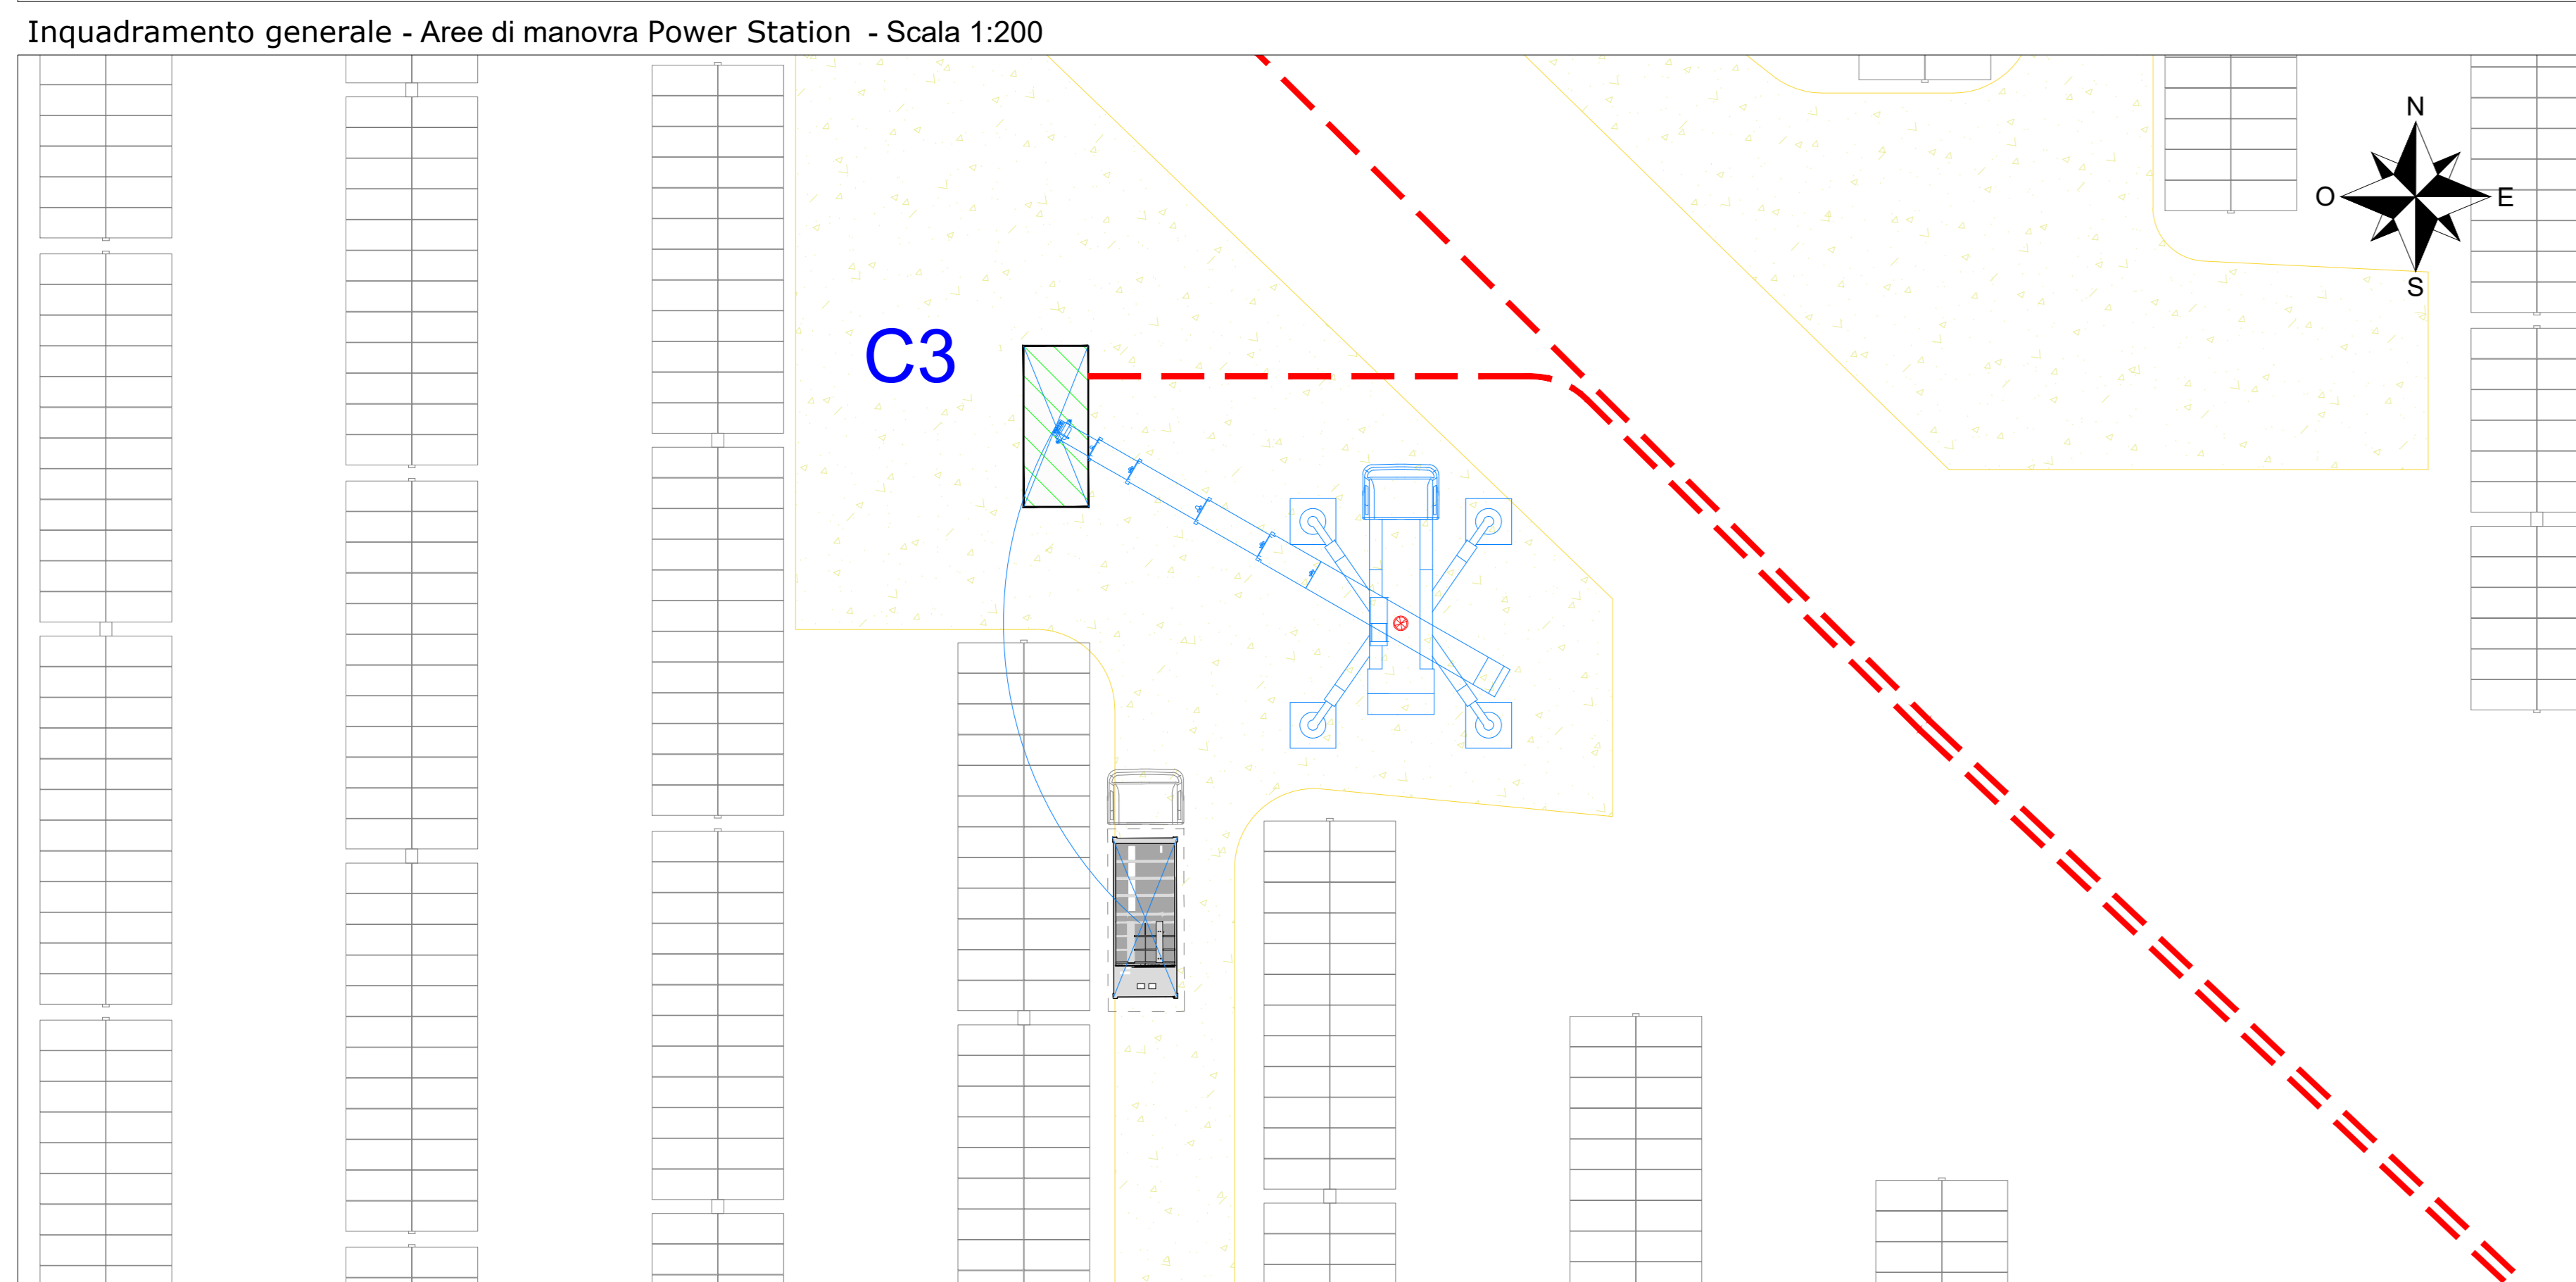 Inquadramento generale - Aree di manovra Power Station - Scala 1:200
N
O
E
S
C3